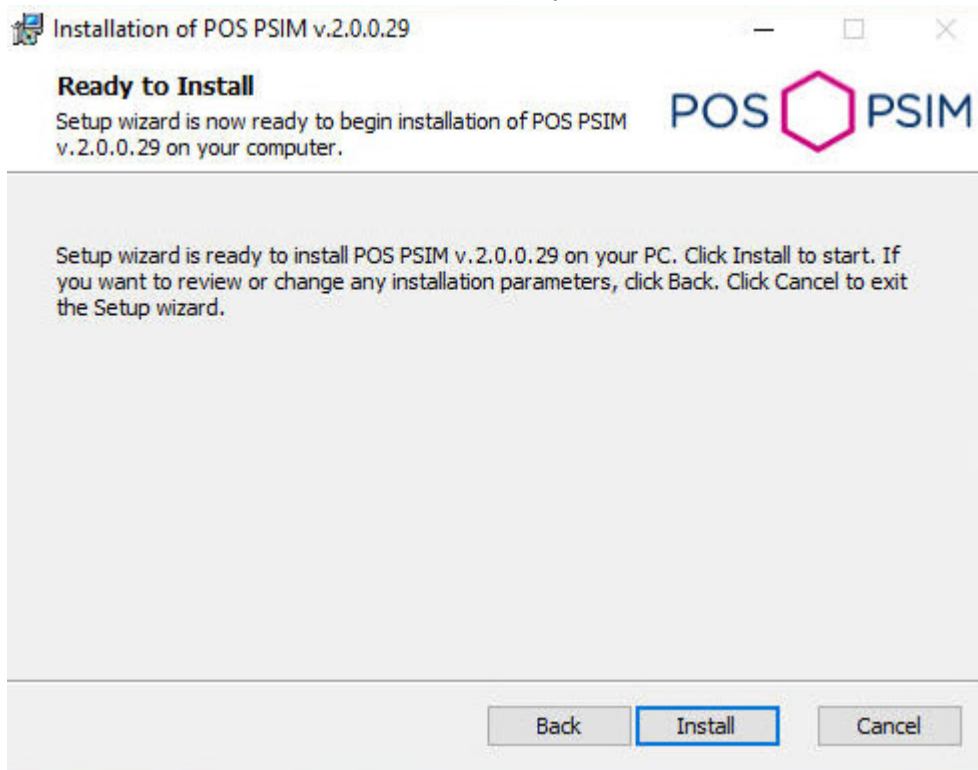 Installation of POS PSIM v.2.0.0.29
Ready to Install
Setup wizard is now ready to begin installation of POS PSIM
v.2.0.0.29 on your computer.
POS PSIM
Setup wizard is ready to install POS PSIM v.2.0.0.29 on your PC. Click Install to start. If
you want to review or change any installation parameters, click Back. Click Cancel to exit
the Setup wizard.
Back Install Cancel